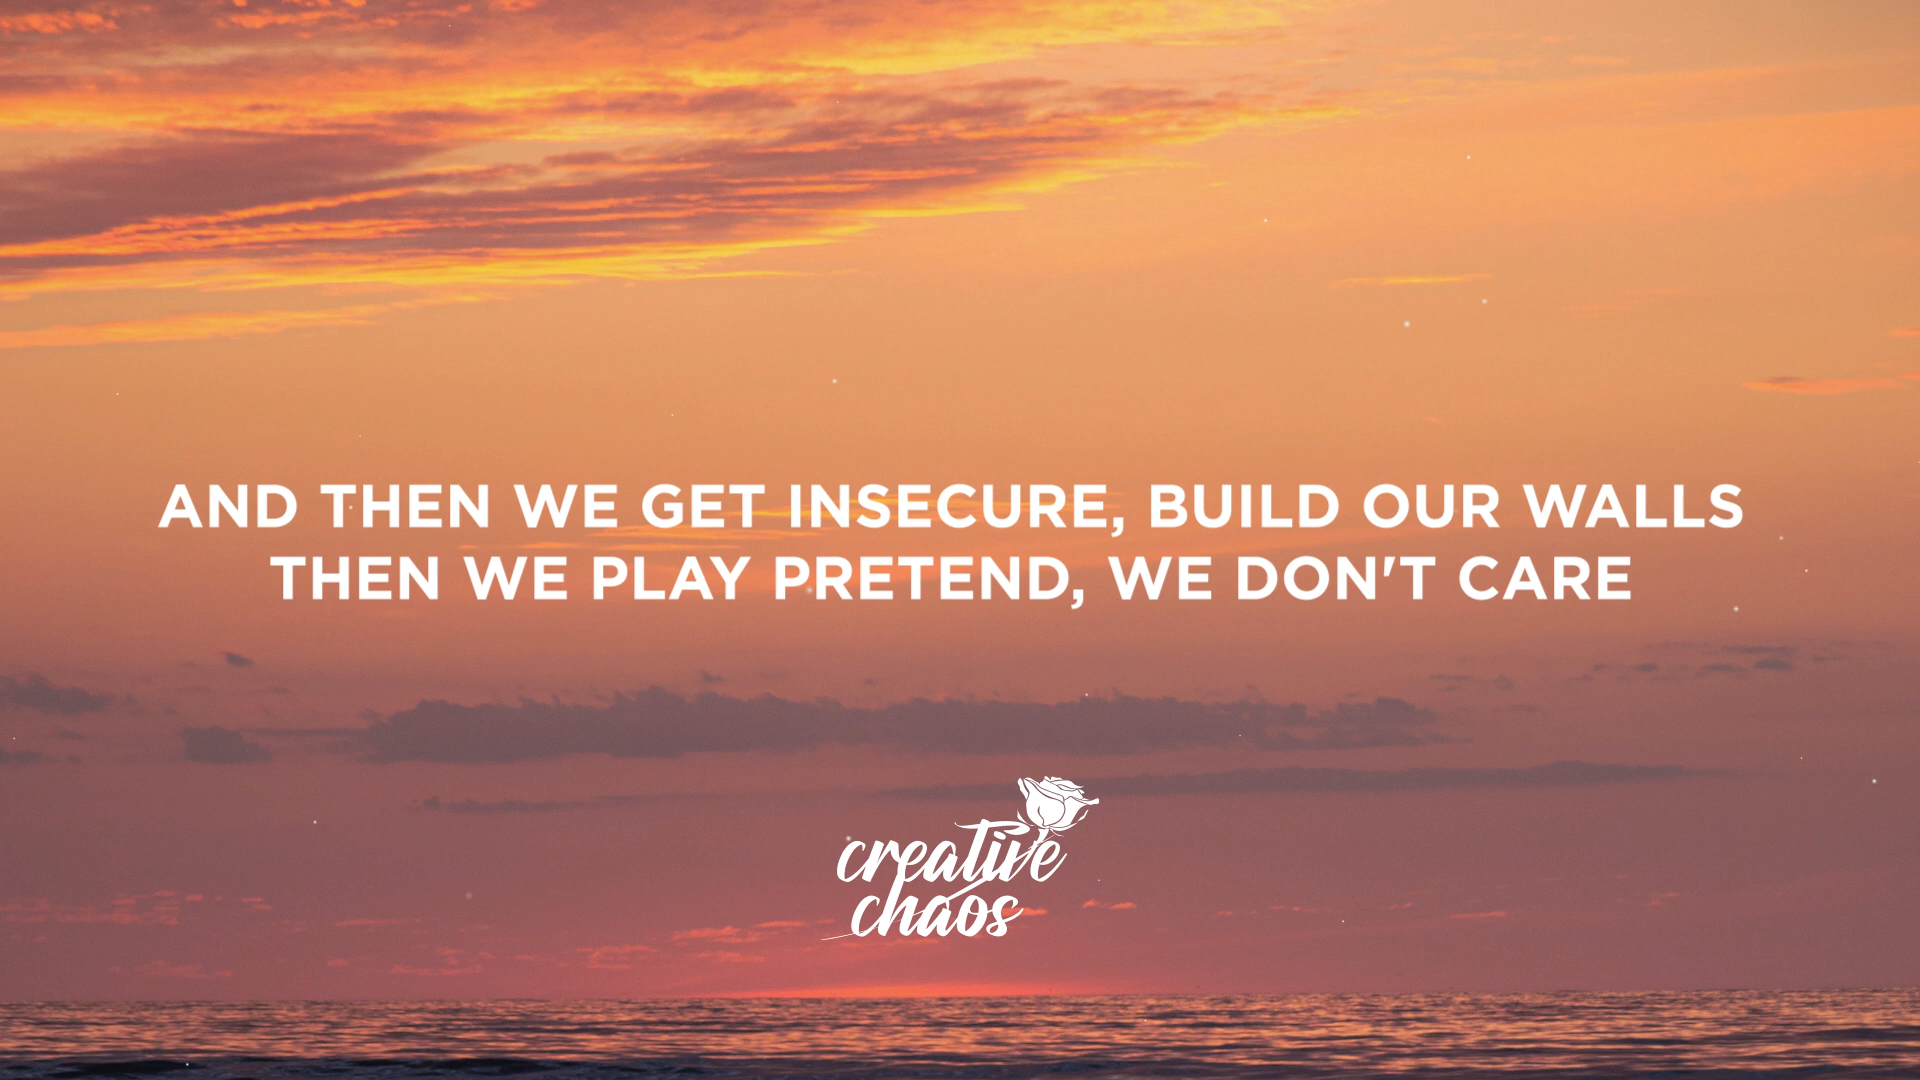 AND THEN WE GET INSECURE, BUILD OUR WALLS
THEN WE PLAY PRETEND, WE DON'T CARE
creative
chaos